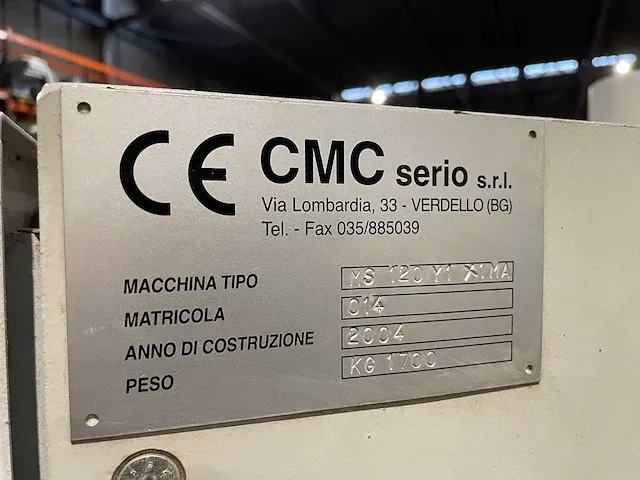 CE CMC serio s.r.l.
Via Lombardia, 33 - VERDELLO (BG)
Tel. - Fax 035/885039
MACCHINA TIPO MS 120 Y1 X1MA
MATRICOLA 014
ANNO DI COSTRUZIONE 2004
PESO KG 1700